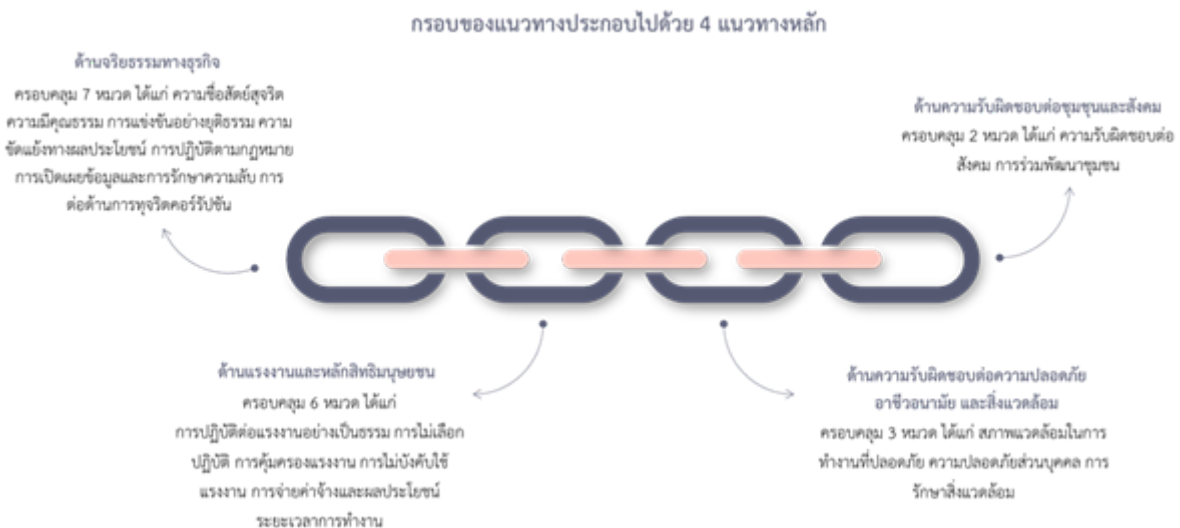 กรอบของแนวทางประกอบไปด้วย 4 แนวทางหลัก
ด้านจริยธรรมทางธุรกิจ
ครอบคลุม 7 หมวด ได้แก่ ความซื่อสัตย์สุจริต
ความมีคุณธรรม การแข่งขันอย่างยุติธรรม ความ
ขัดแย้งทางผลประโยชน์ การปฏิบัติตามกฎหมาย
การเปิดเผยข้อมูลและการรักษาความลับ การ
ต่อต้านการทุจริตคอร์รัปชัน
ด้านแรงงานและหลักสิทธิมนุษยชน
ครอบคลุม 6 หมวด ได้แก่
การปฏิบัติต่อแรงงานอย่างเป็นธรรม การไม่เลือก
ปฏิบัติ การคุ้มครองแรงงาน การไม่บังคับใช้
แรงงาน การจ่ายค่าจ้างและผลประโยชน์
ระยะเวลาการทำงาน
ด้านความรับผิดชอบต่อความปลอดภัย
อาชีวอนามัย และสิ่งแวดล้อม
ครอบคลุม 3 หมวด ได้แก่ สภาพแวดล้อมในการ
ทำงานที่ปลอดภัย ความปลอดภัยส่วนบุคคล การ
รักษาสิ่งแวดล้อม
ด้านความรับผิดชอบต่อชุมชนและสังคม
ครอบคลุม 2 หมวด ได้แก่ ความรับผิดชอบต่อ
สังคม การร่วมพัฒนาชุมชน